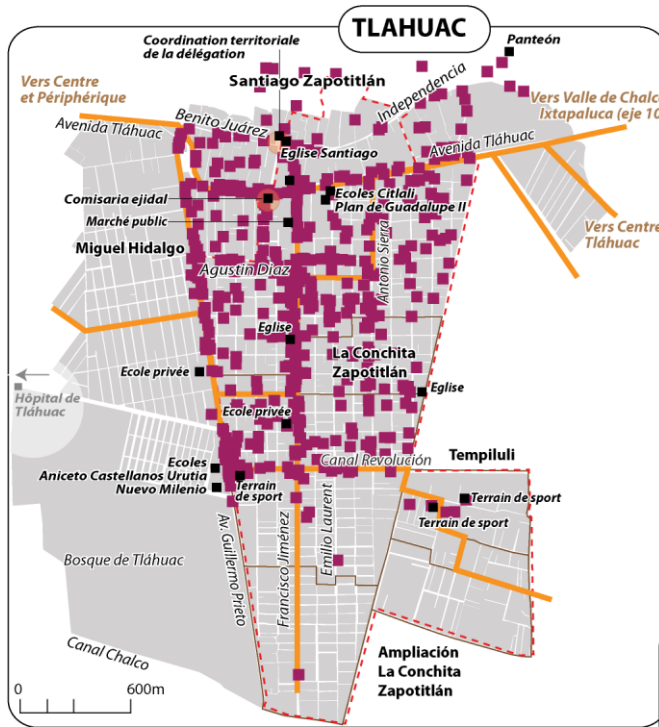 TLAHUAC
Coordination territoriale
de la délégation
Panteón
Santiago Zapotitlán
Vers Centre
et Périphérique
Independencia
Benito Juárez
Avenida Tláhuac
Vers Valle de Chalco
Ixtapaluca (eje 10
Avenida Tláhuac
Eglise Santiago
Comisaria ejidal
Ecoles Citlali
Plan de Guadalupe II
Marché public
Vers Centre
Tláhuac
Miguel Hidalgo
Antonio Sierra
Agustin Diaz
Eglise
La Conchita
Zapotitlán
Ecole privée
Eglise
Hôpital de
Tláhuac
Ecole privée
Canal Revolución
Templiluli
Ecoles
Aniceto Castellanos Urutia
Nuevo Milenio
Terrain
de sport
Terrain de sport
Terrain de sport
Av. Guillermo Prieto
Francisco Jiménez
Emilio Laurent
Bosque de Tláhuac
Canal Chalco
Ampliación
La Conchita
Zapotitlán
0 600m